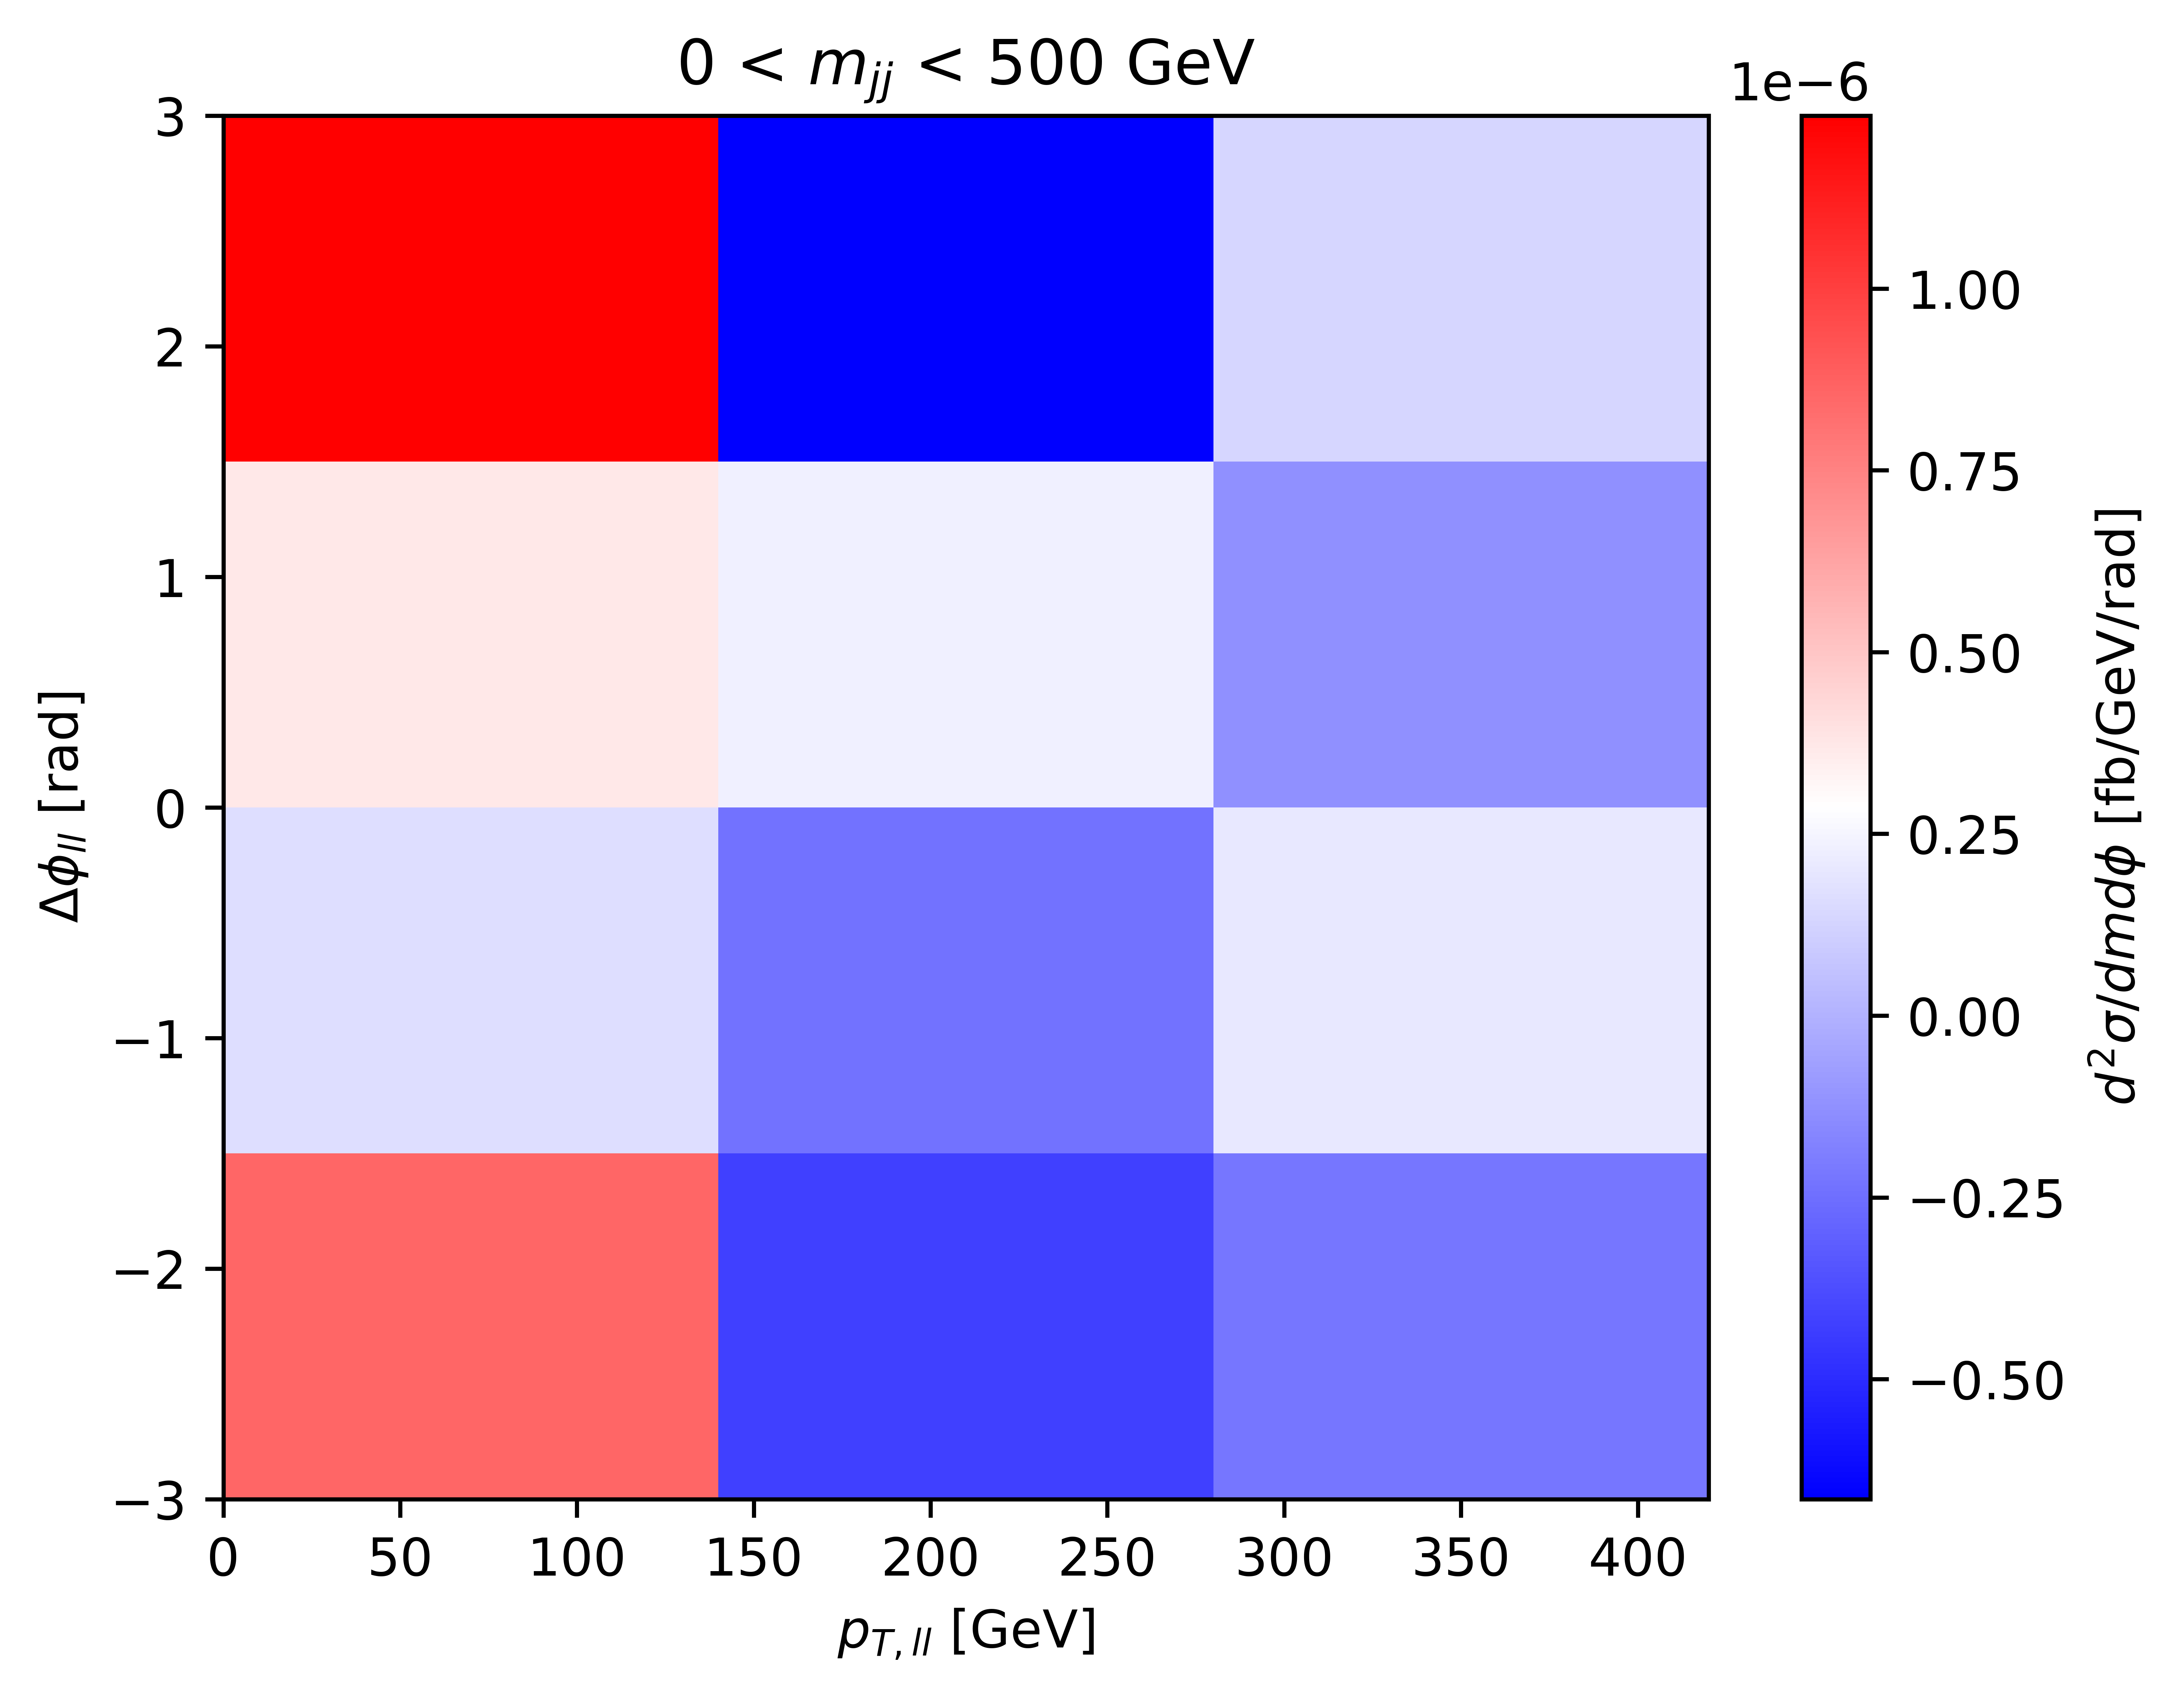 0 < m_jj < 500 GeV
1e−6
3
2
1
0
−1
−2
−3
Δϕ_ll [rad]
0 50 100 150 200 250 300 350 400
p_T, ll [GeV]
1.00
0.75
0.50
0.25
0.00
−0.25
−0.50
d²σ/dmdϕ [fb/GeV/rad]